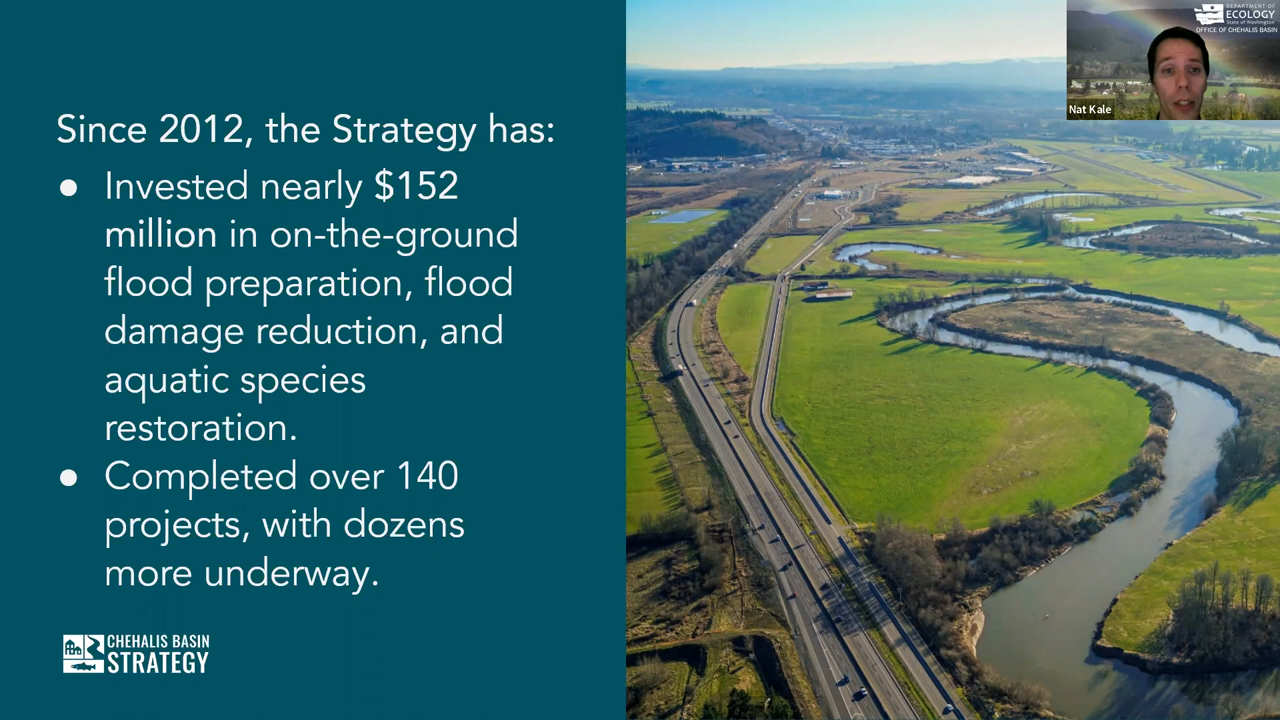 Since 2012, the Strategy has:
● Invested nearly $152
million in on-the-ground
flood preparation, flood
damage reduction, and
aquatic species
restoration.
● Completed over 140
projects, with dozens
more underway.
CHEHALIS BASIN
STRATEGY
DEPARTMENT OF
ECOLOGY
State of Washington
OFFICE OF CHEHALIS BASIN
Nat Kale